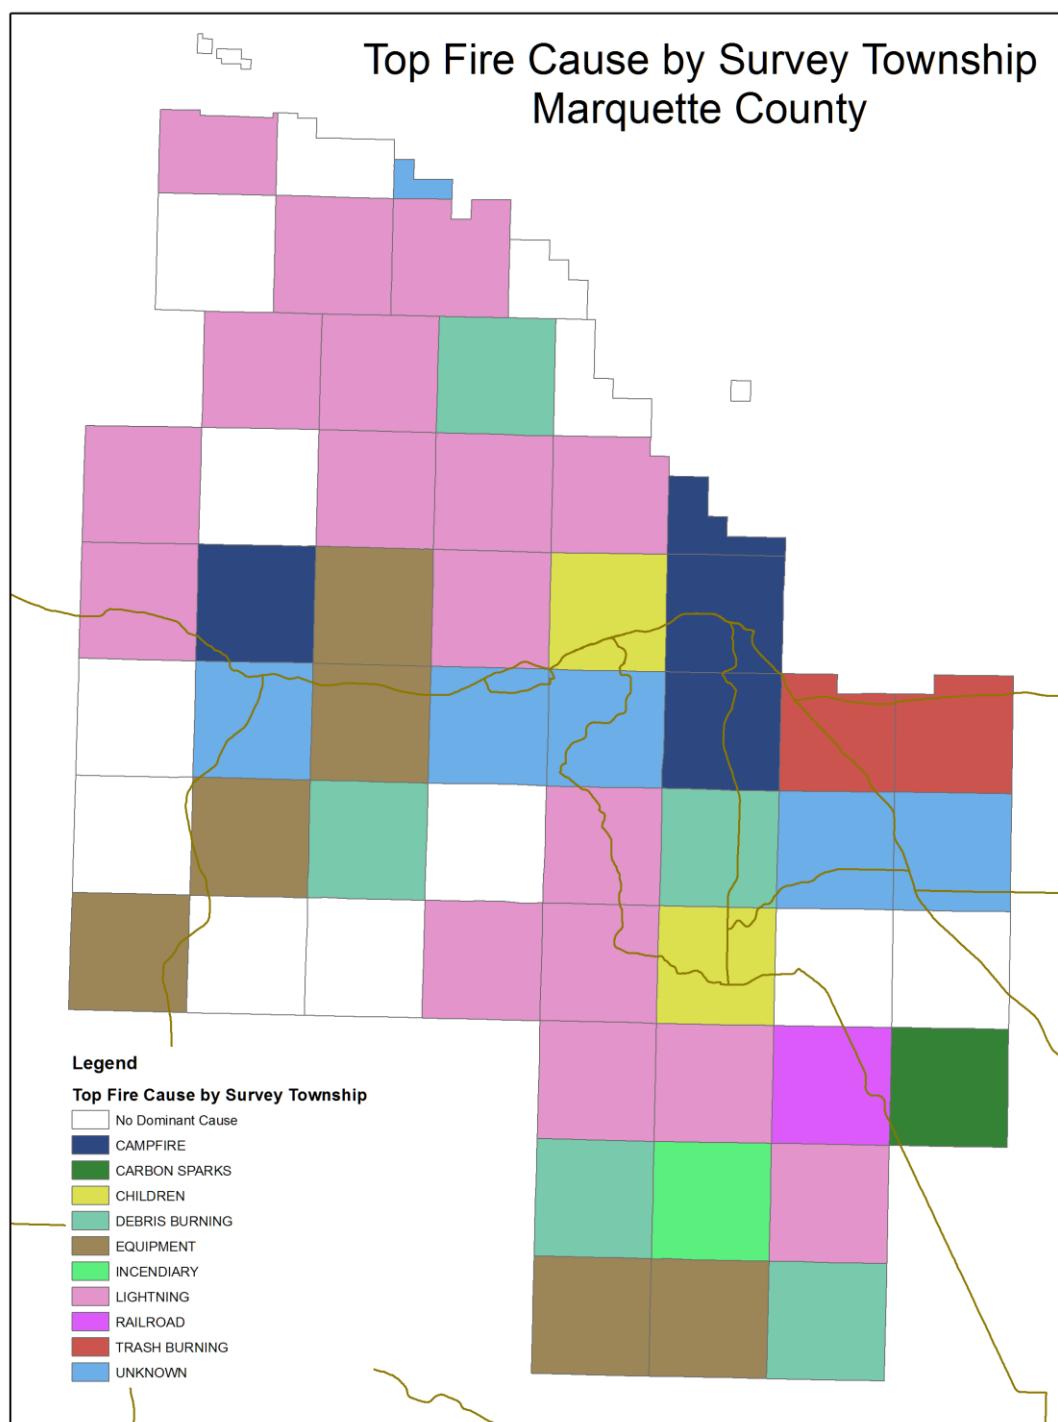 Top Fire Cause by Survey Township
Marquette County
Legend
Top Fire Cause by Survey Township
No Dominant Cause
CAMPFIRE
CARBON SPARKS
CHILDREN
DEBRIS BURNING
EQUIPMENT
INCENDIARY
LIGHTNING
RAILROAD
TRASH BURNING
UNKNOWN